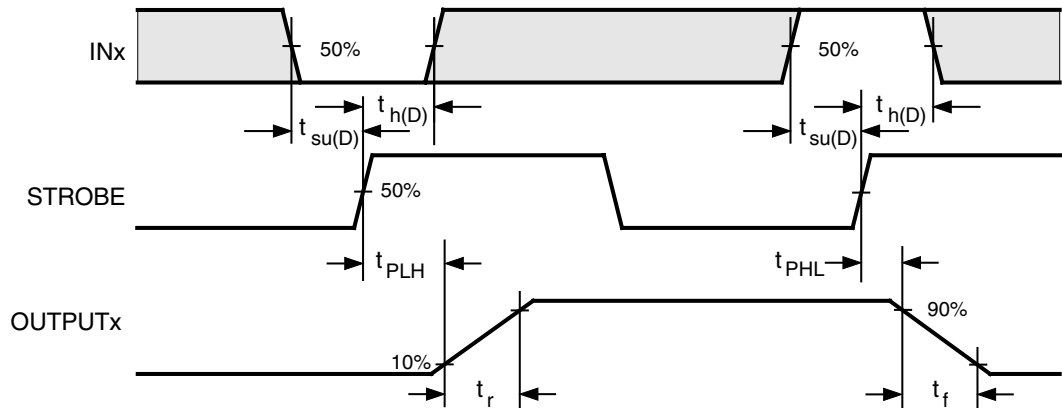 INx
50%
50%
t h(D)
t h(D)
t su(D)
t su(D)
STROBE
50%
t PLH
t PHL
OUTPUTx
90%
10%
t r
t f